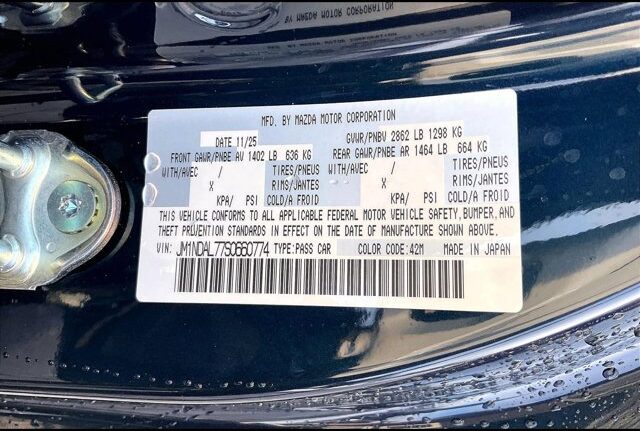 MFD. BY MAZDA MOTOR CORPORATION
DATE 11/25 GVWR/PNBV 2862 LB 1298 KG
FRONT GAWR/PNBE AV 1402 LB 636 KG REAR GAWR/PNBE AR 1464 LB 664 KG
WITH/AVEC TIRES/PNEUS WITH/AVEC TIRES/PNEUS
X RIMS/JANTES X RIMS/JANTES
KPA/ PSI COLD/A FROID KPA/ PSI COLD/A FROID
THIS VEHICLE CONFORMS TO ALL APPLICABLE FEDERAL MOTOR VEHICLE SAFETY, BUMPER, AND
THEFT PREVENTION STANDARDS IN EFFECT ON THE DATE OF MANUFACTURE SHOWN ABOVE.
VIN: JM1NDAL77S0660774 TYPE:PASS CAR COLOR CODE:42M MADE IN JAPAN